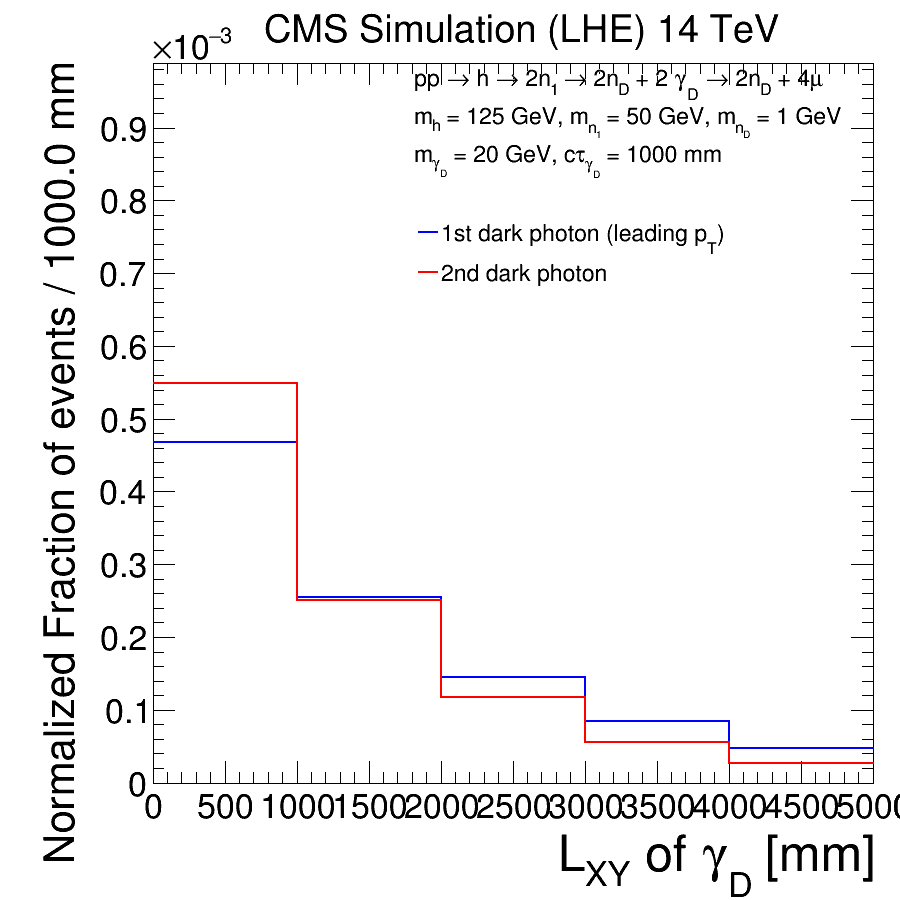 CMS Simulation (LHE) 14 TeV
×10⁻³
pp → h → 2n₁ → 2n_D + 2 γ_D → 2n_D + 4μ
m_h = 125 GeV, m_n₁ = 50 GeV, m_n_D = 1 GeV
m_γ_D = 20 GeV, cτ_γ_D = 1000 mm
1st dark photon (leading p_T)
2nd dark photon
Normalized Fraction of events / 1000.0 mm
0.9
0.8
0.7
0.6
0.5
0.4
0.3
0.2
0.1
0
0 500 1000 1500 2000 2500 3000 3500 4000 4500 5000
L_XY of γ_D [mm]